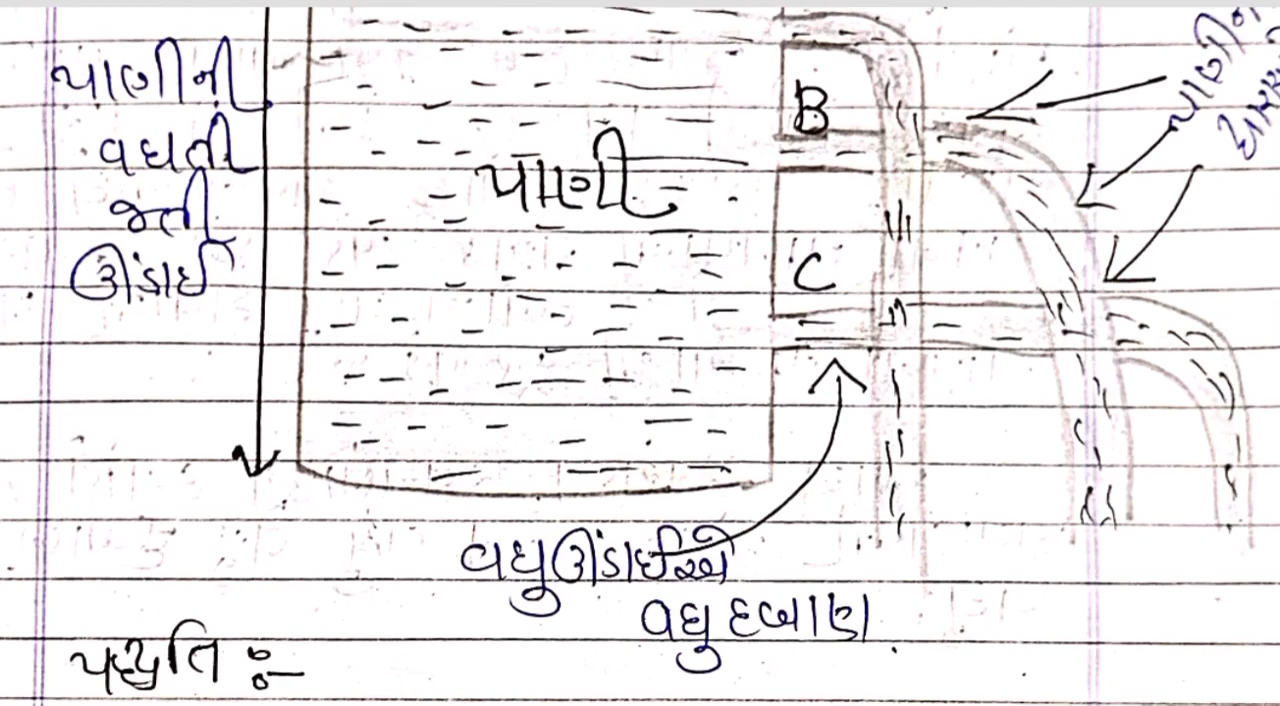 પાણીની
વધતી
જતી
ઊંડાઈ
પાણી
B
C
વધુ ઊંડાઈએ
વધુ દબાણ
પદ્ધતિ :-